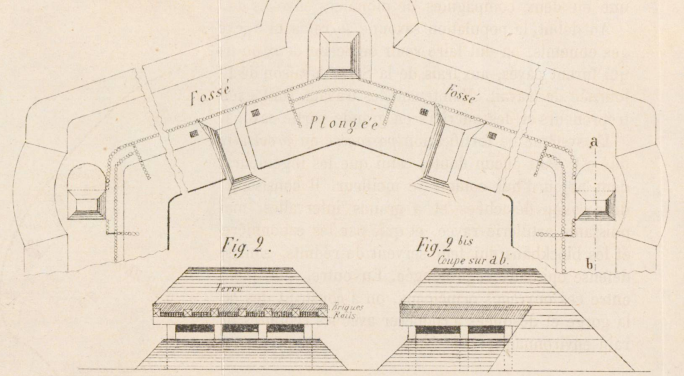 Fossé
Fossé
Plongée
a
b
Fig. 2.
Fig. 2 bis
Coupe sur a.b.
Terre
Briques
Rails